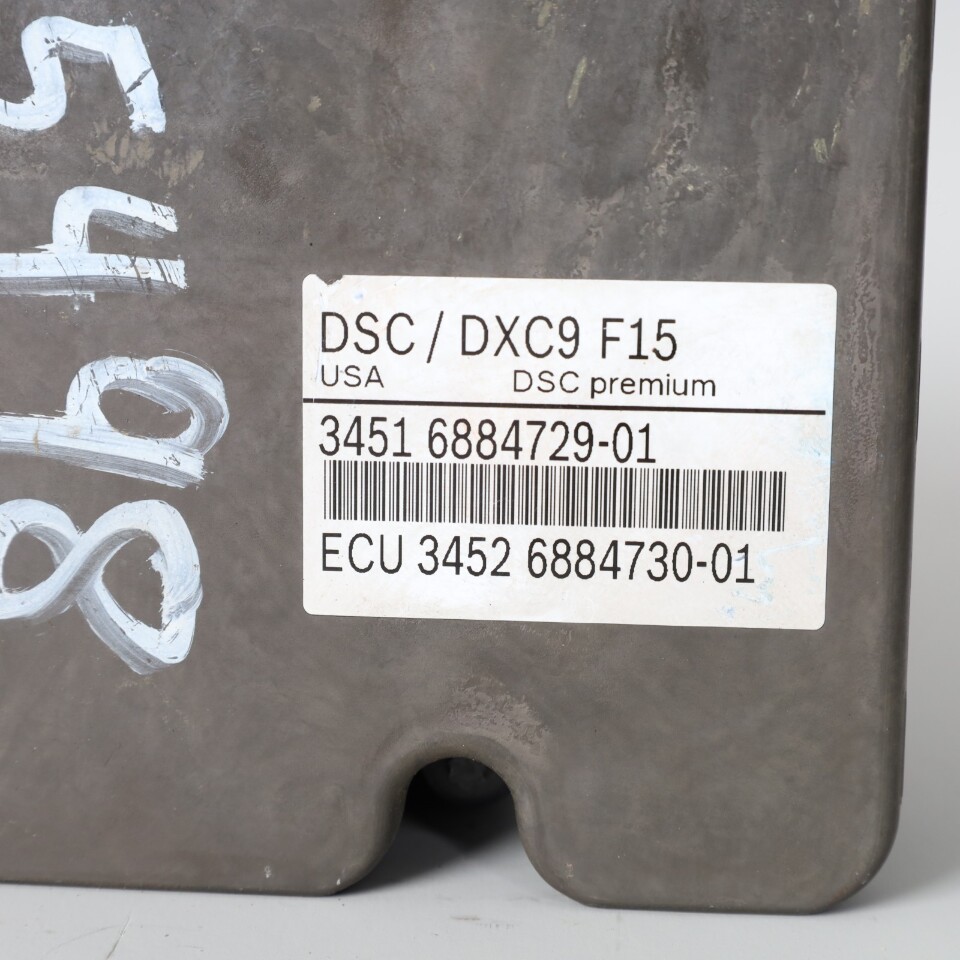 DSC / DXC9 F15
USA DSC premium
3451 6884729-01
ECU 3452 6884730-01